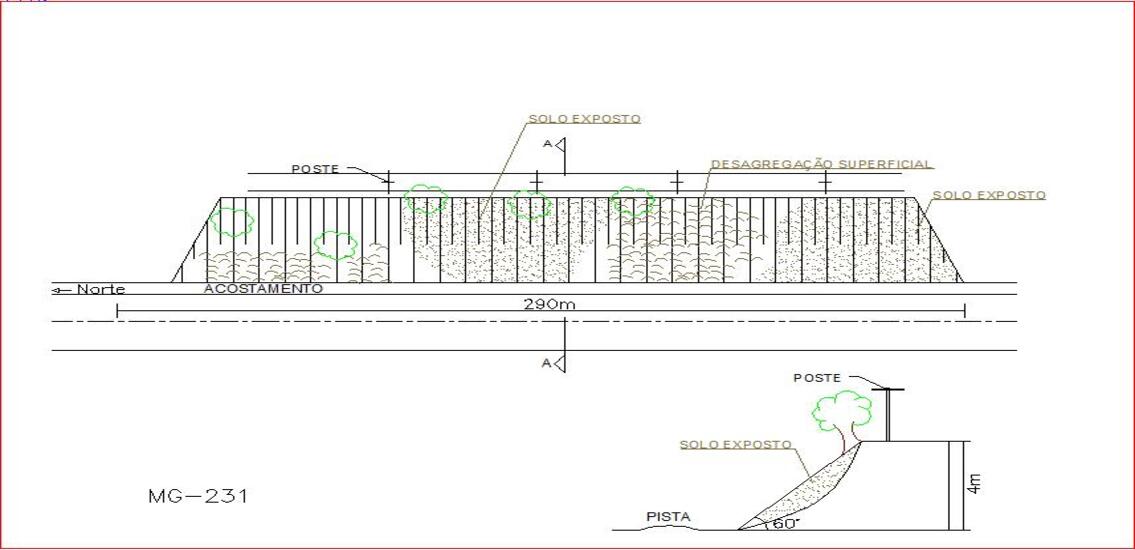 SOLO EXPOSTO
A
POSTE
DESAGREGAÇÃO SUPERFICIAL
SOLO EXPOSTO
Norte
ACOSTAMENTO
290m
A
POSTE
SOLO EXPOSTO
4m
MG-231
PISTA
60°